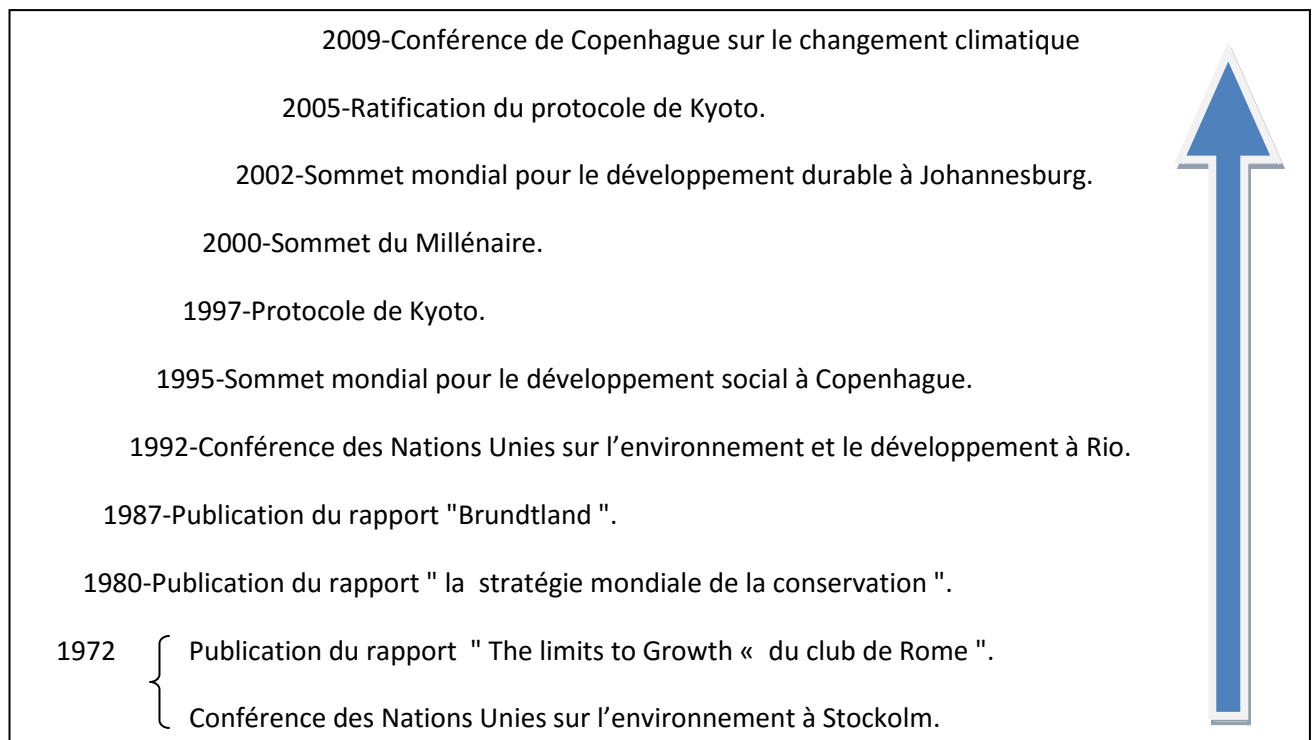 2009-Conférence de Copenhague sur le changement climatique
2005-Ratification du protocole de Kyoto.
2002-Sommet mondial pour le développement durable à Johannesburg.
2000-Sommet du Millénaire.
1997-Protocole de Kyoto.
1995-Sommet mondial pour le développement social à Copenhague.
1992-Conférence des Nations Unies sur l’environnement et le développement à Rio.
1987-Publication du rapport "Brundtland ".
1980-Publication du rapport " la stratégie mondiale de la conservation ".
1972 Publication du rapport " The limits to Growth « du club de Rome ".
Conférence des Nations Unies sur l’environnement à Stockolm.